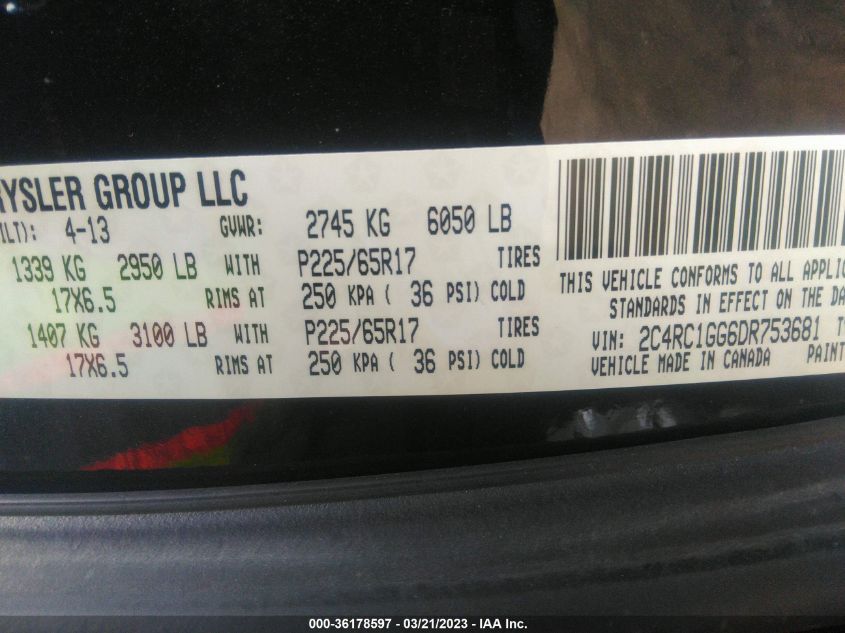 RYSLER GROUP LLC
ILT): 4-13 GVWR: 2745 KG 6050 LB
1339 KG 2950 LB WITH P225/65R17 TIRES
17X6.5 RIMS AT 250 KPA ( 36 PSI) COLD
1407 KG 3100 LB WITH P225/65R17 TIRES
17X6.5 RIMS AT 250 KPA ( 36 PSI) COLD
THIS VEHICLE CONFORMS TO ALL APPLIC
STANDARDS IN EFFECT ON THE DA
VIN: 2C4RC1GG6DR753681 T
VEHICLE MADE IN CANADA PAINT
000-36178597 - 03/21/2023 - IAA Inc.